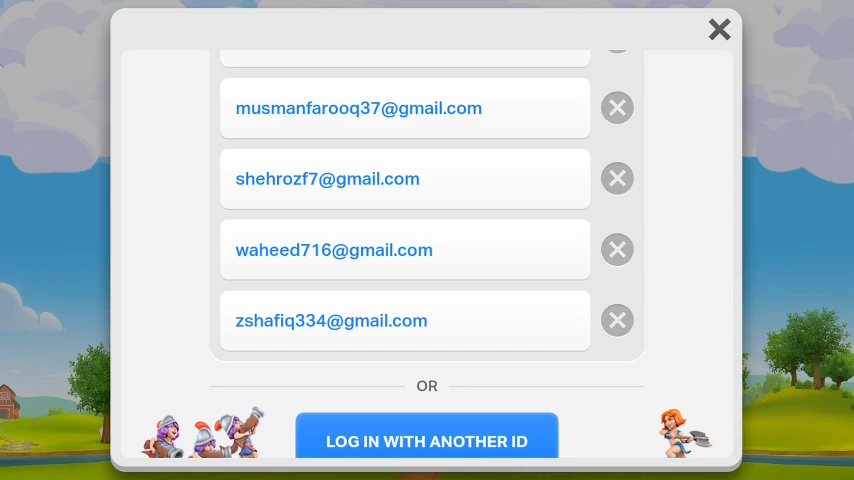 musmanfarooq37@gmail.com
shehrozf7@gmail.com
waheed716@gmail.com
zshafiq334@gmail.com
OR
LOG IN WITH ANOTHER ID